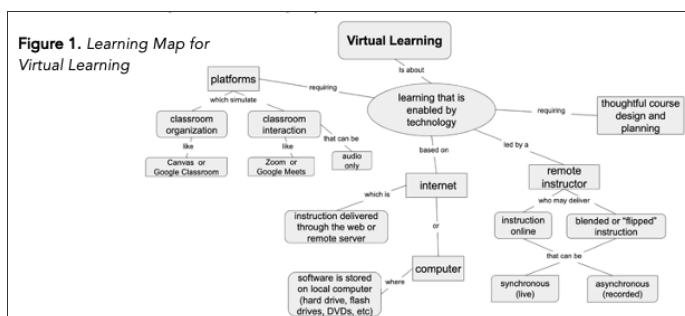 Figure 1. Learning Map for
Virtual Learning
Virtual Learning
Is about
learning that is
enabled by
technology
requiring
platforms
which simulate
classroom
organization
like
Canvas or
Google Classroom
classroom
interaction
like
Zoom or
Google Meets
that can be
audio
only
requiring
thoughtful course
design and
planning
based on
internet
which is
instruction delivered
through the web or
remote server
or
computer
where
software is stored
on local computer
(hard drive, flash
drives, DVDs, etc)
led by a
remote
instructor
who may deliver
instruction
online
blended or "flipped"
instruction
that can be
synchronous
(live)
asynchronous
(recorded)